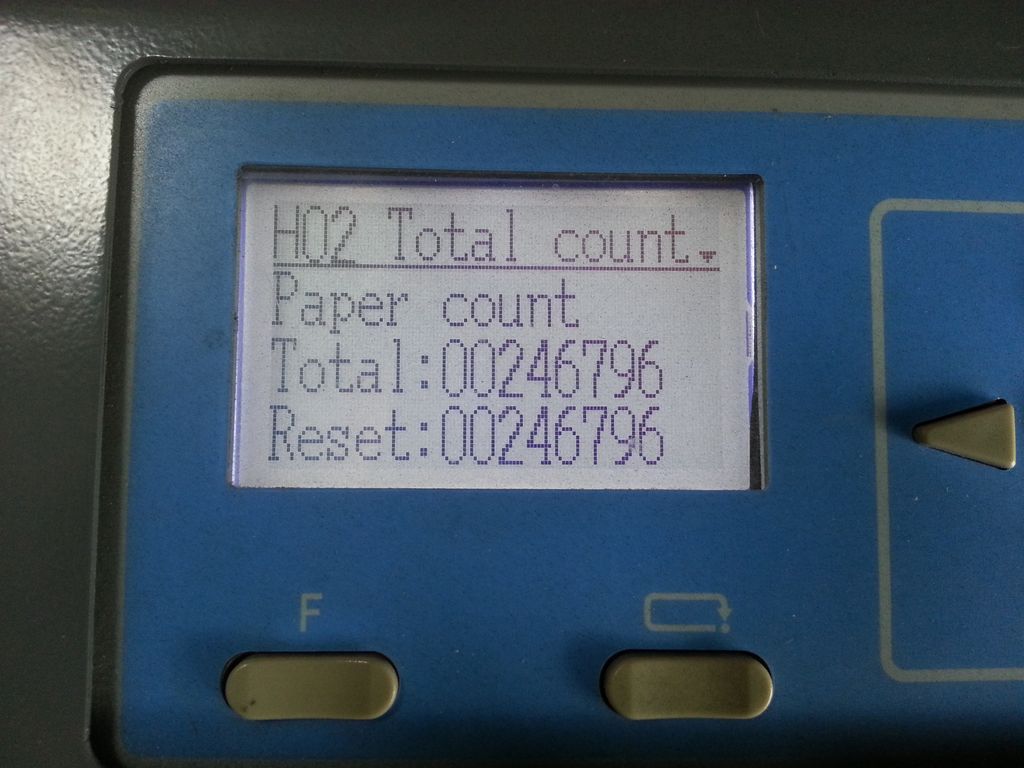 H02 Total count
Paper count
Total:00246796
Reset:00246796
F